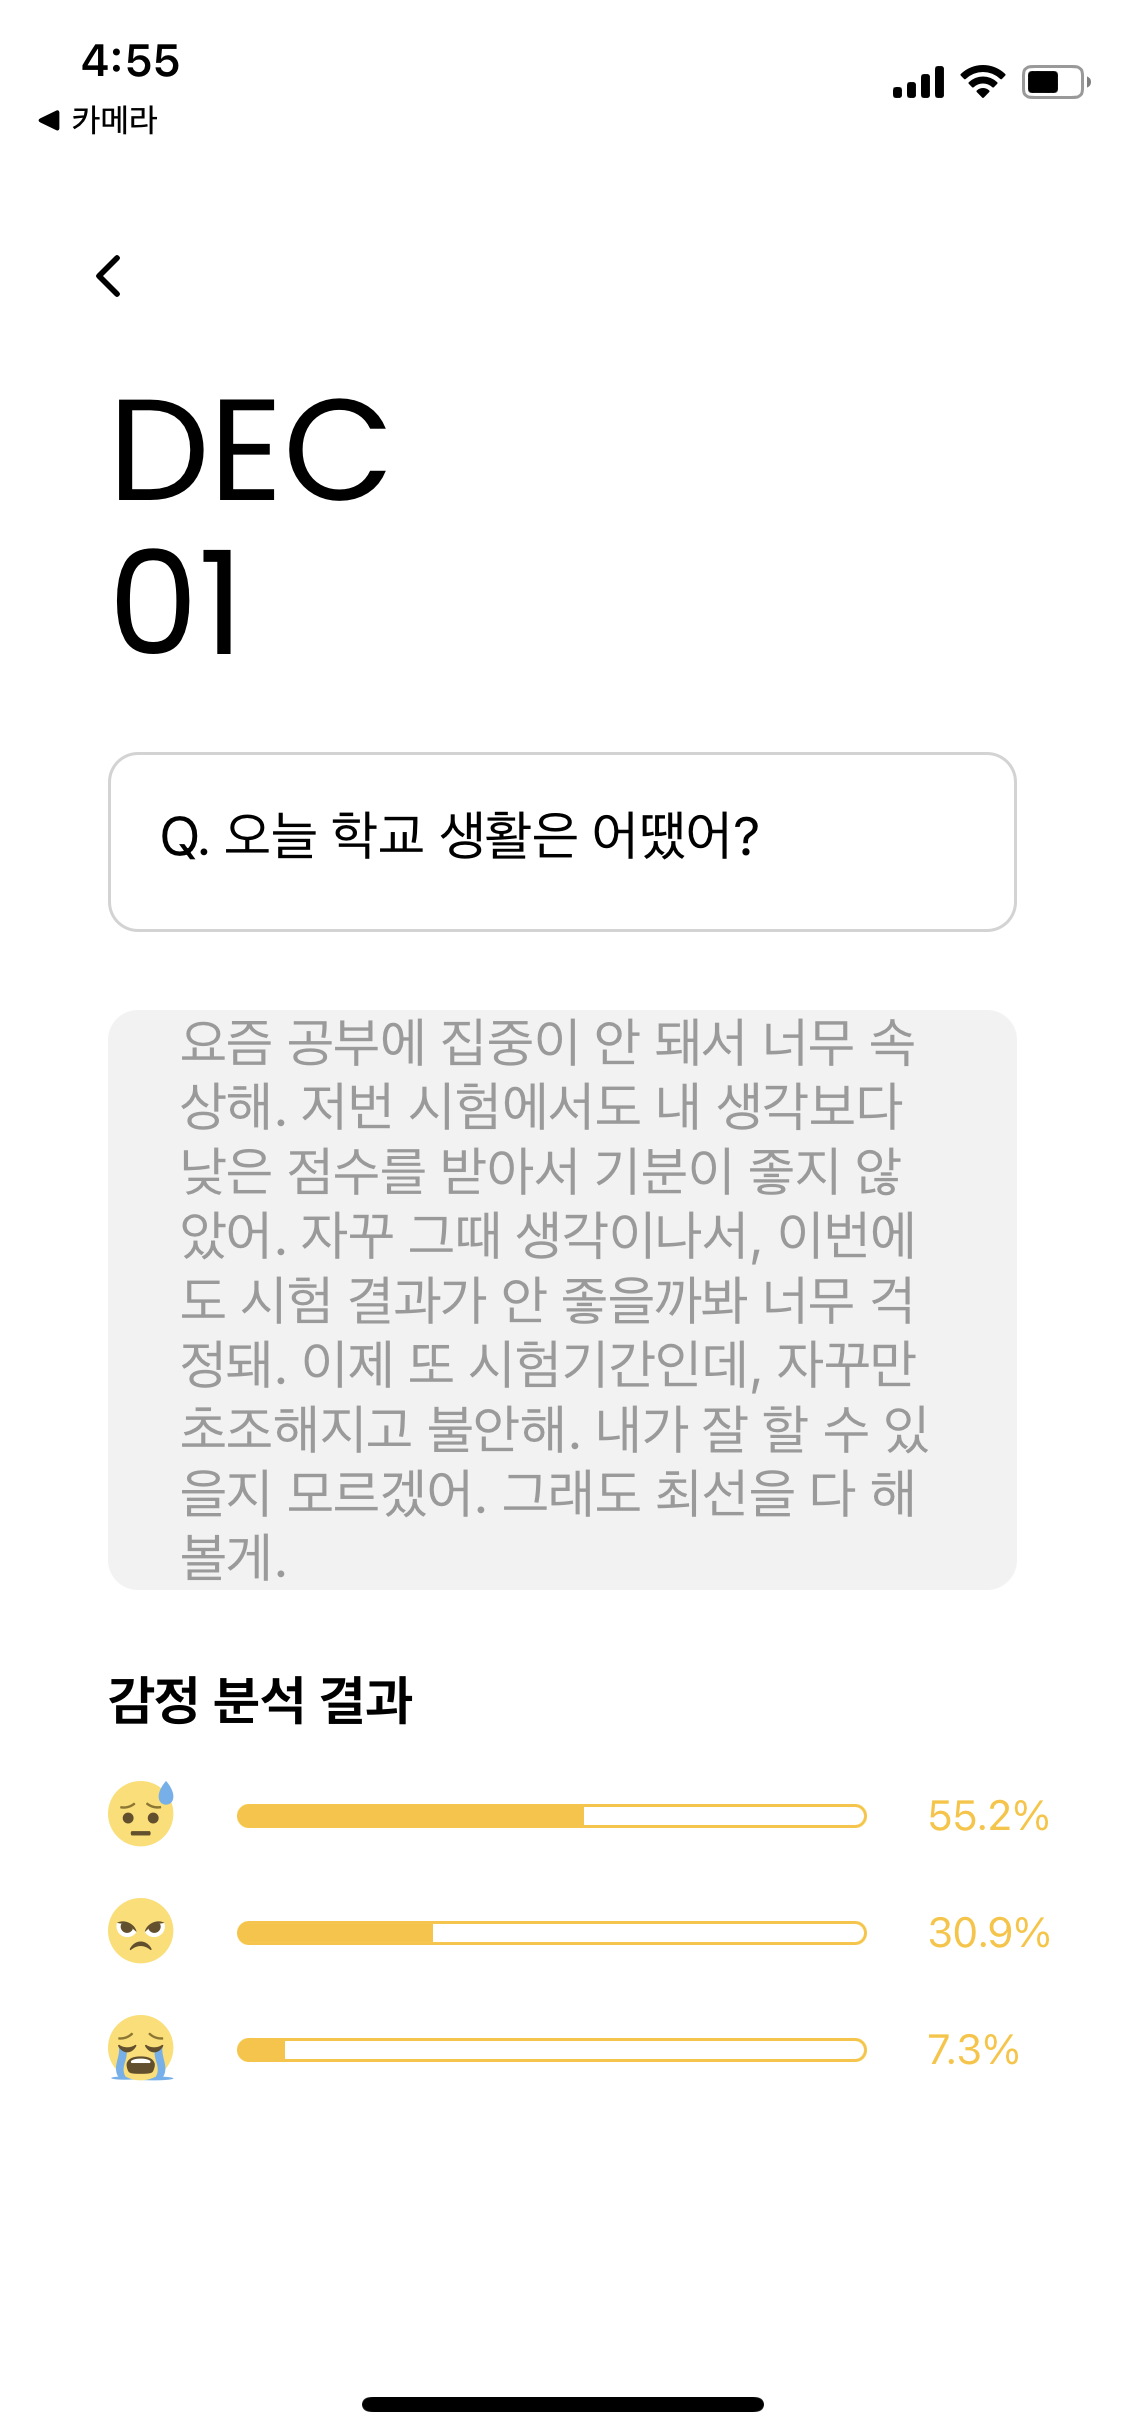 4:55
◀ 카메라
DEC
01
Q. 오늘 학교 생활은 어땠어?
요즘 공부에 집중이 안 돼서 너무 속
상해. 저번 시험에서도 내 생각보다
낮은 점수를 받아서 기분이 좋지 않
았어. 자꾸 그때 생각이나서, 이번에
도 시험 결과가 안 좋을까봐 너무 걱
정돼. 이제 또 시험기간인데, 자꾸만
초조해지고 불안해. 내가 잘 할 수 있
을지 모르겠어. 그래도 최선을 다 해
볼게.
감정 분석 결과
55.2%
30.9%
7.3%